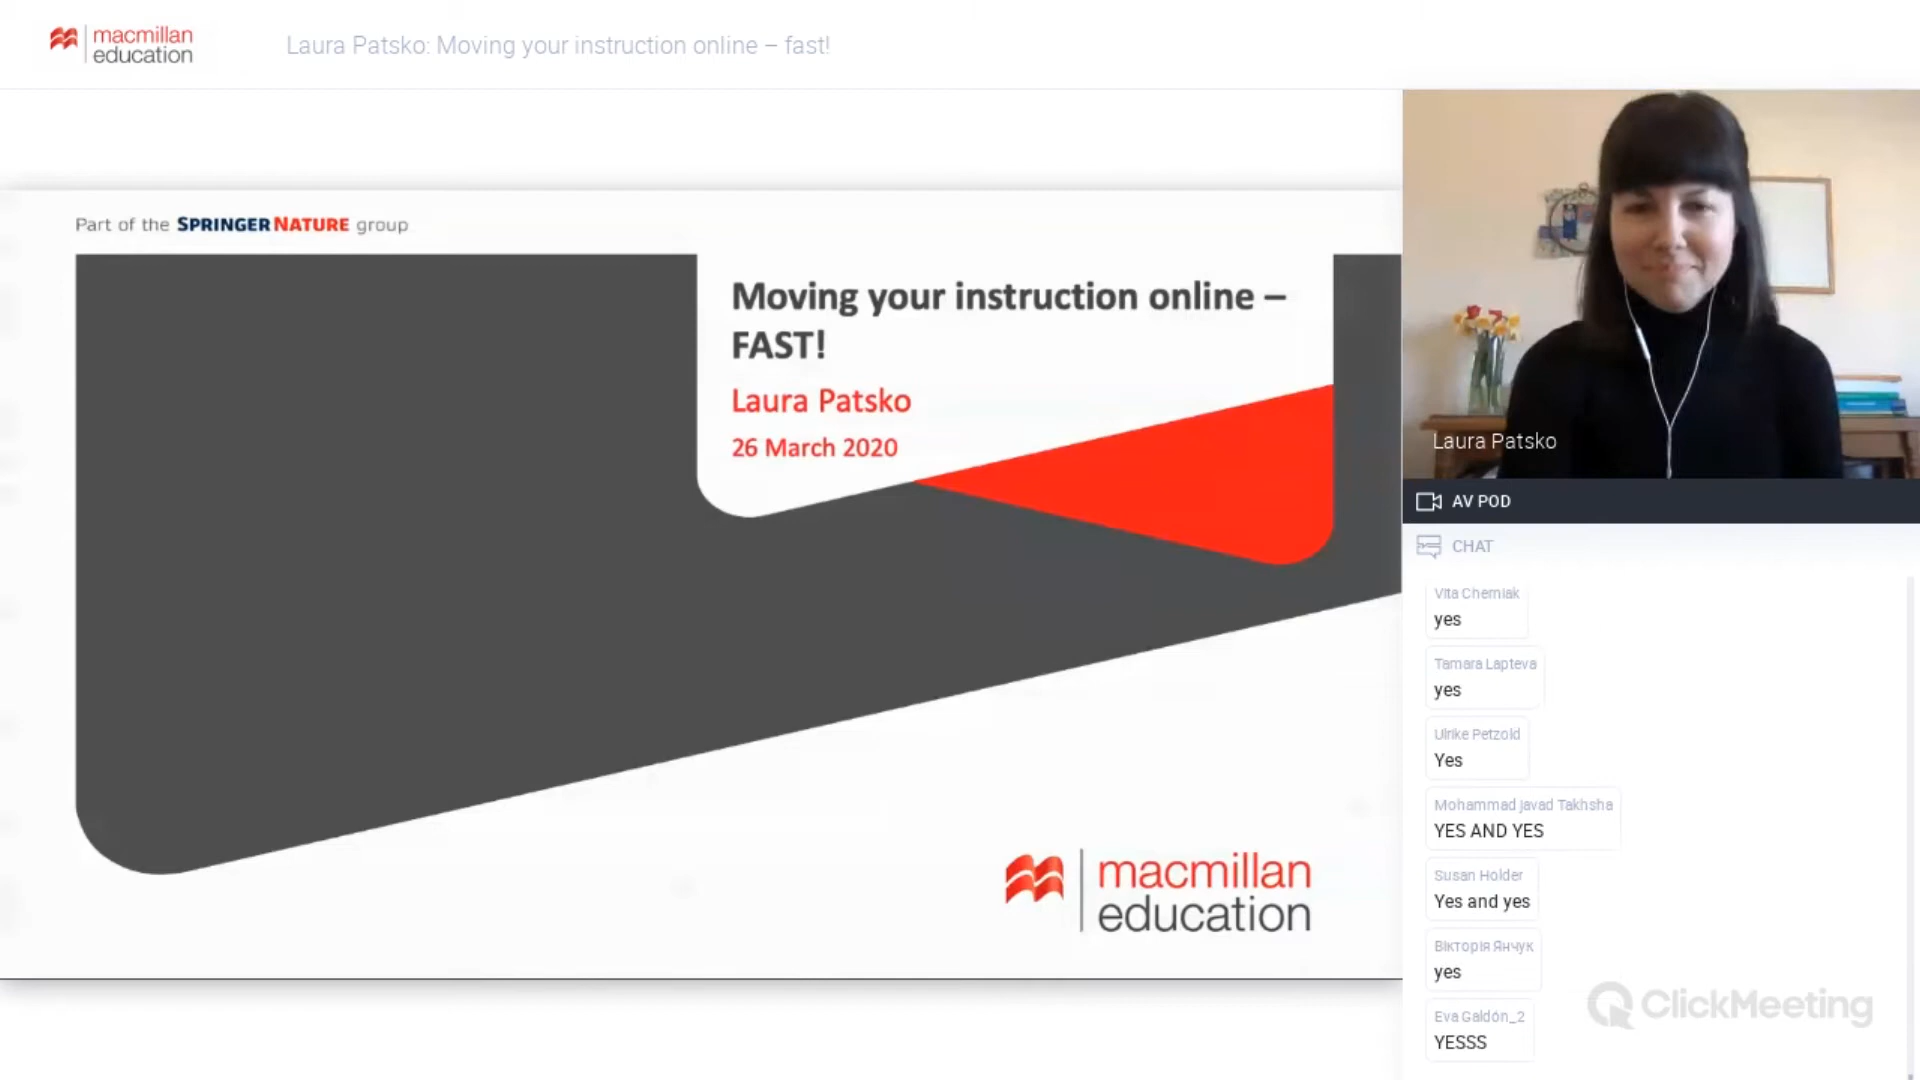 macmillan
education
Laura Patsko: Moving your instruction online – fast!
Part of the SPRINGER NATURE group
Moving your instruction online –
FAST!
Laura Patsko
26 March 2020
macmillan
education
Laura Patsko
AV POD
CHAT
Vita Cherniak
yes
Tamara Lapteva
yes
Ulrike Petzold
Yes
Mohammad javad Takhsha
YES AND YES
Susan Holder
Yes and yes
Вікторія Янчук
yes
Eva Galdón_2
YESSS
ClickMeeting